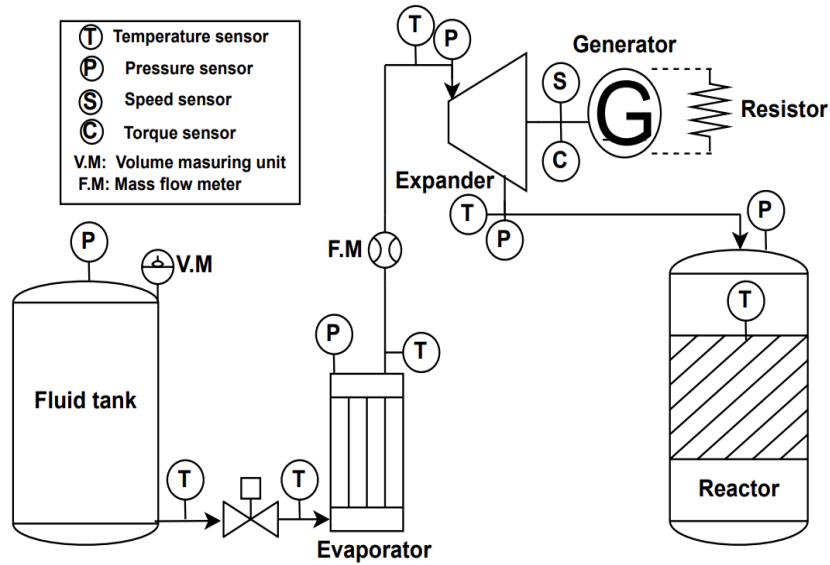 T Temperature sensor
P Pressure sensor
S Speed sensor
C Torque sensor
V.M: Volume masuring unit
F.M: Mass flow meter
T
P
Generator
S
G
Resistor
C
Expander
T
P
P
P
V.M
F.M
T
P
T
Fluid tank
T
T
Reactor
Evaporator